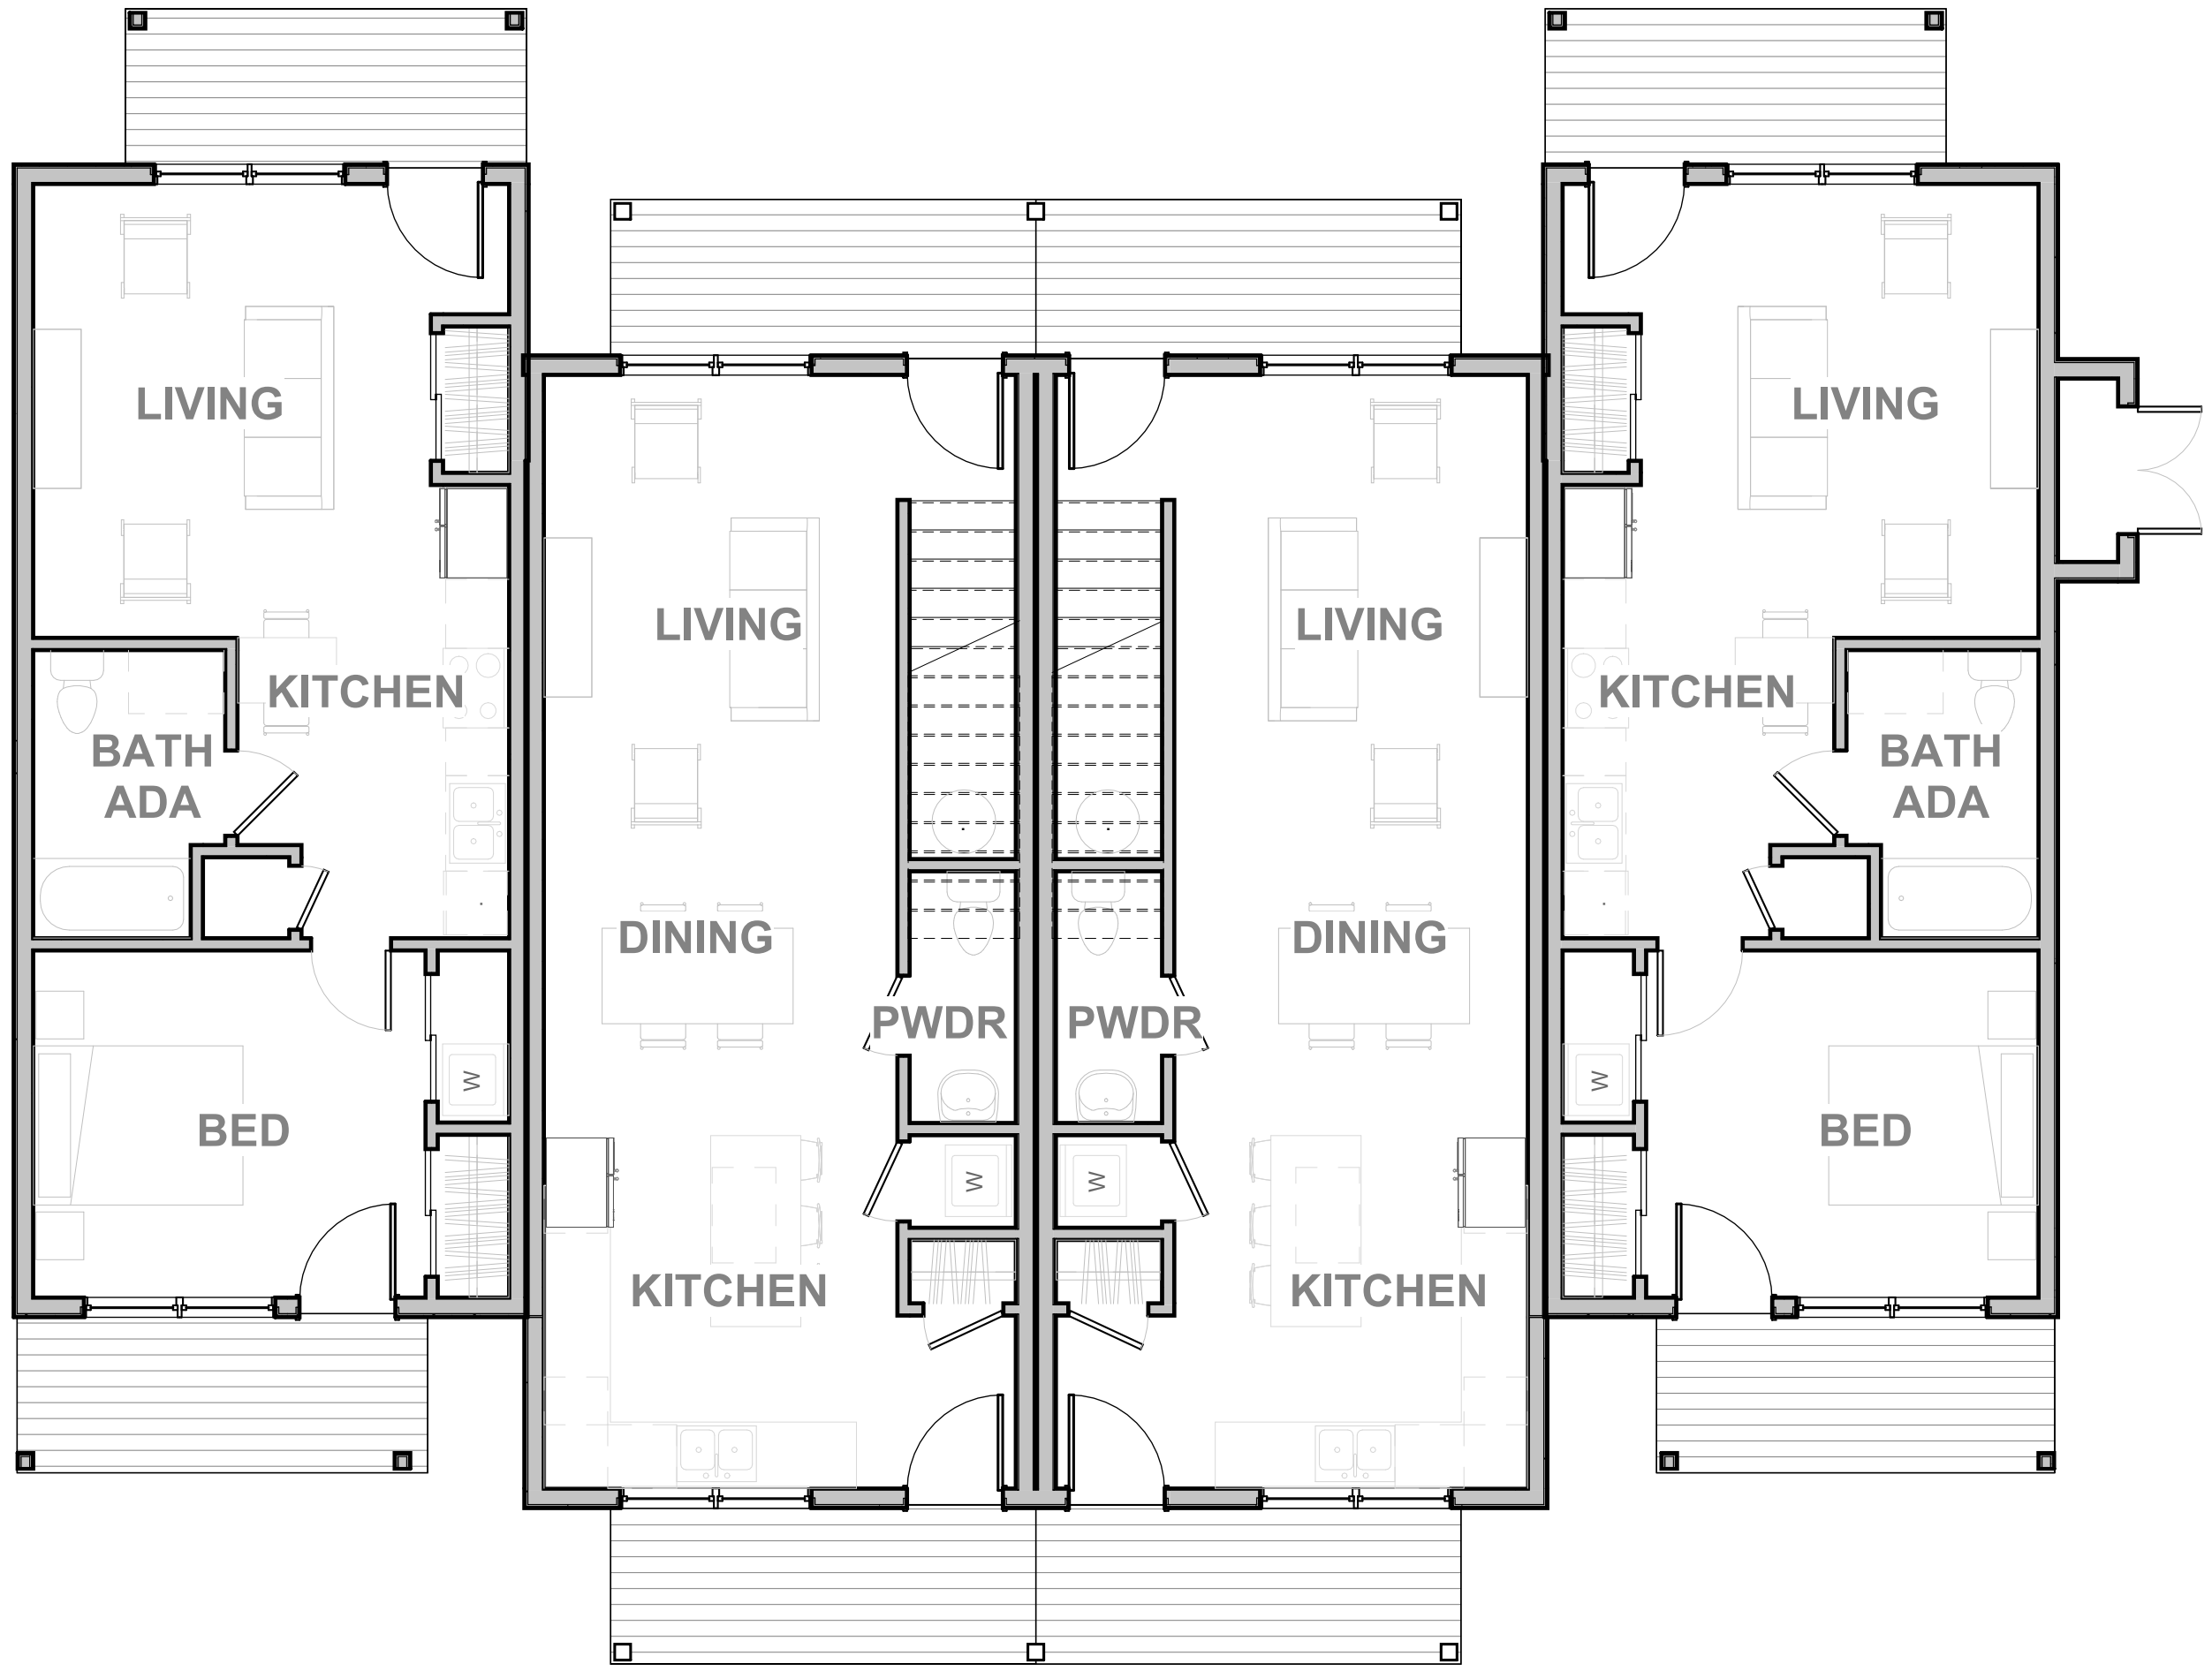 LIVING
LIVING
LIVING
LIVING
KITCHEN
KITCHEN
BATH
ADA
BATH
ADA
DINING
DINING
PWDR
PWDR
W
W
BED
BED
W
W
KITCHEN
KITCHEN